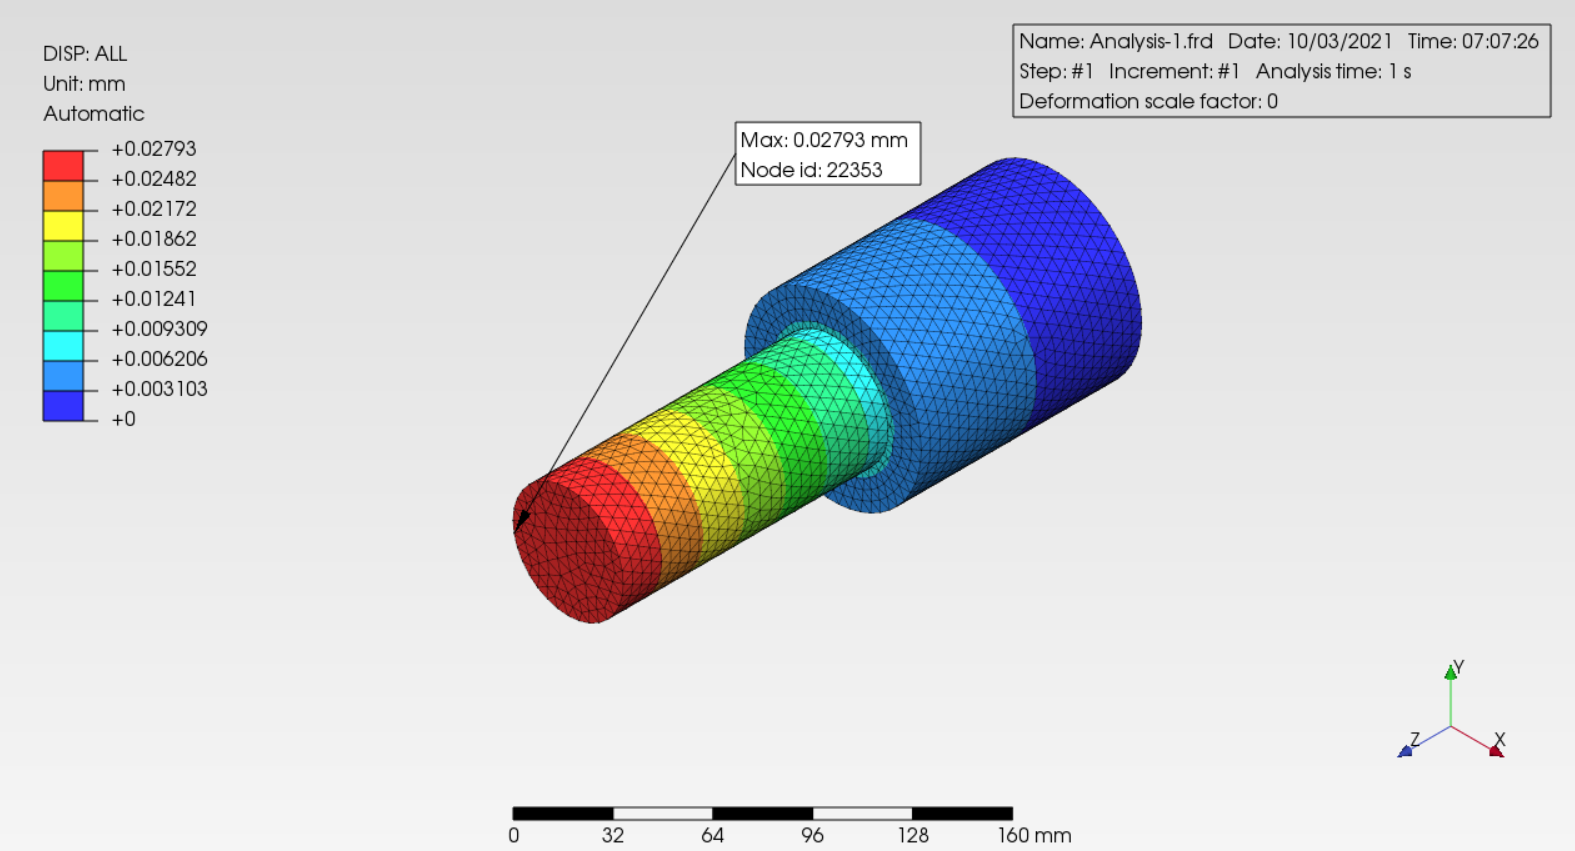 DISP: ALL
Unit: mm
Automatic
+0.02793
+0.02482
+0.02172
+0.01862
+0.01552
+0.01241
+0.009309
+0.006206
+0.003103
+0
Name: Analysis-1.frd Date: 10/03/2021 Time: 07:07:26
Step: #1 Increment: #1 Analysis time: 1 s
Deformation scale factor: 0
Max: 0.02793 mm
Node id: 22353
Y
Z X
0 32 64 96 128 160 mm